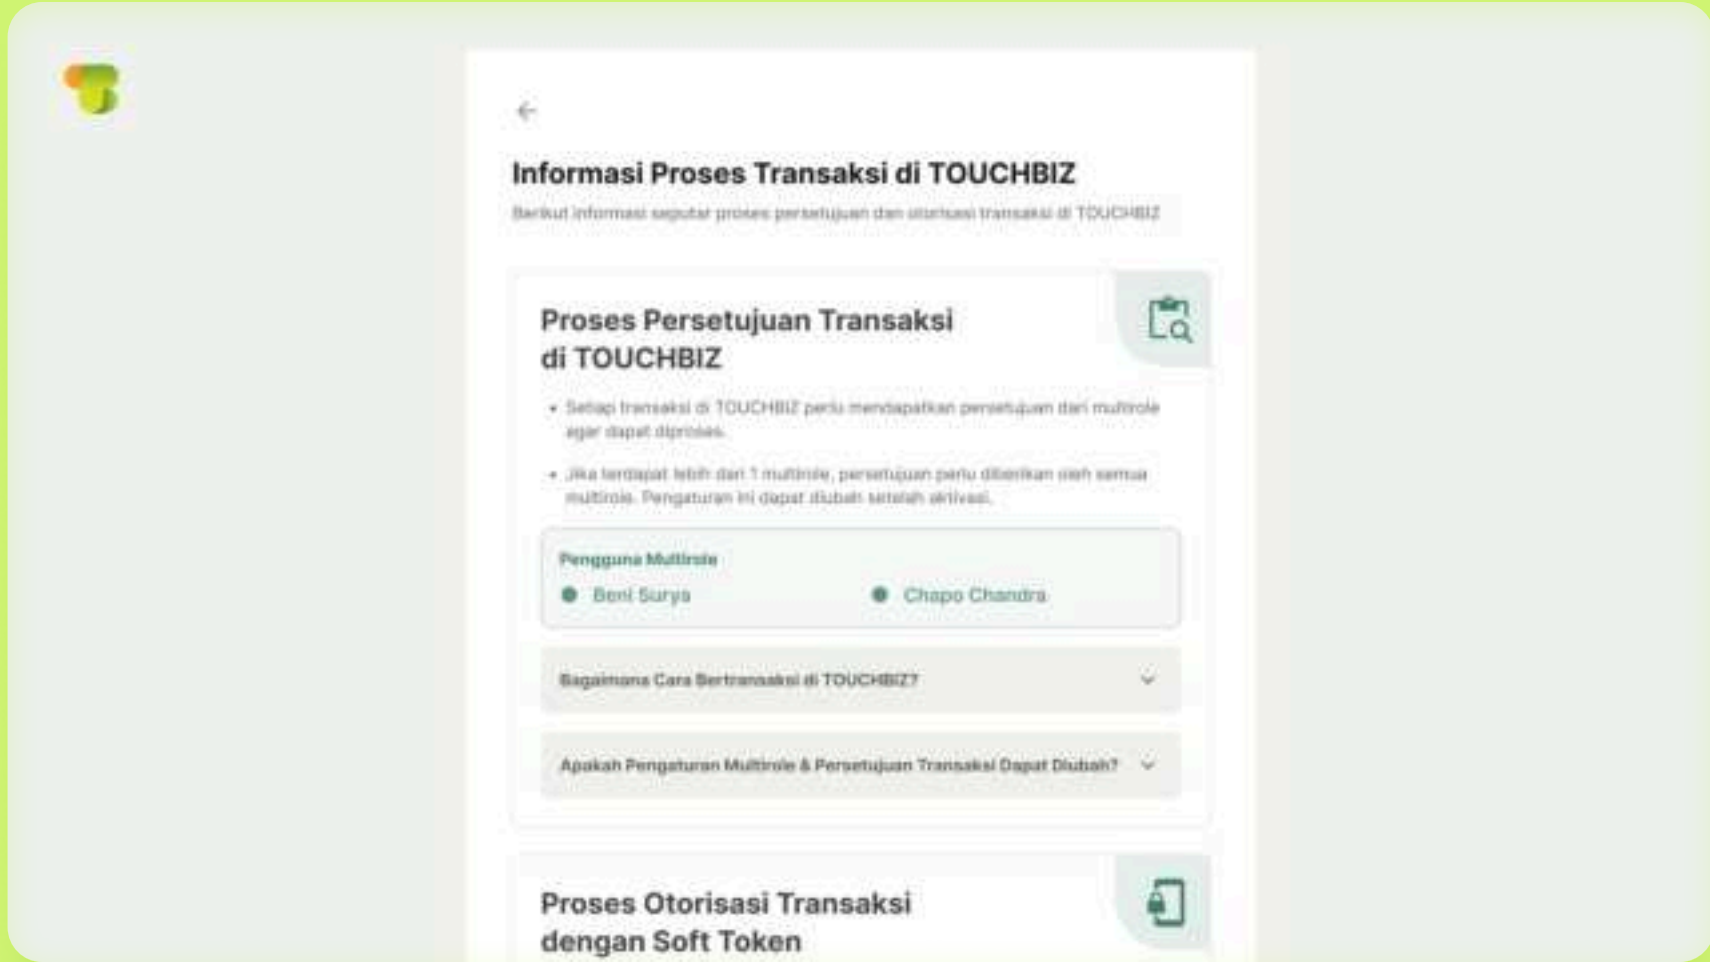 Informasi Proses Transaksi di TOUCHBIZ
Berikut informasi seputar proses persetujuan dan otorisasi transaksi di TOUCHBIZ
Proses Persetujuan Transaksi
di TOUCHBIZ
• Setiap transaksi di TOUCHBIZ perlu mendapatkan persetujuan dari multirole
agar dapat diproses.
• Jika terdapat lebih dari 1 multirole, persetujuan perlu diberikan oleh semua
multirole. Pengaturan ini dapat diubah setelah aktivasi.
Pengguna Multirole
Beni Surya
Chapo Chandra
Bagaimana Cara Bertransaksi di TOUCHBIZ?
Apakah Pengaturan Multirole & Persetujuan Transaksi Dapat Diubah?
Proses Otorisasi Transaksi
dengan Soft Token